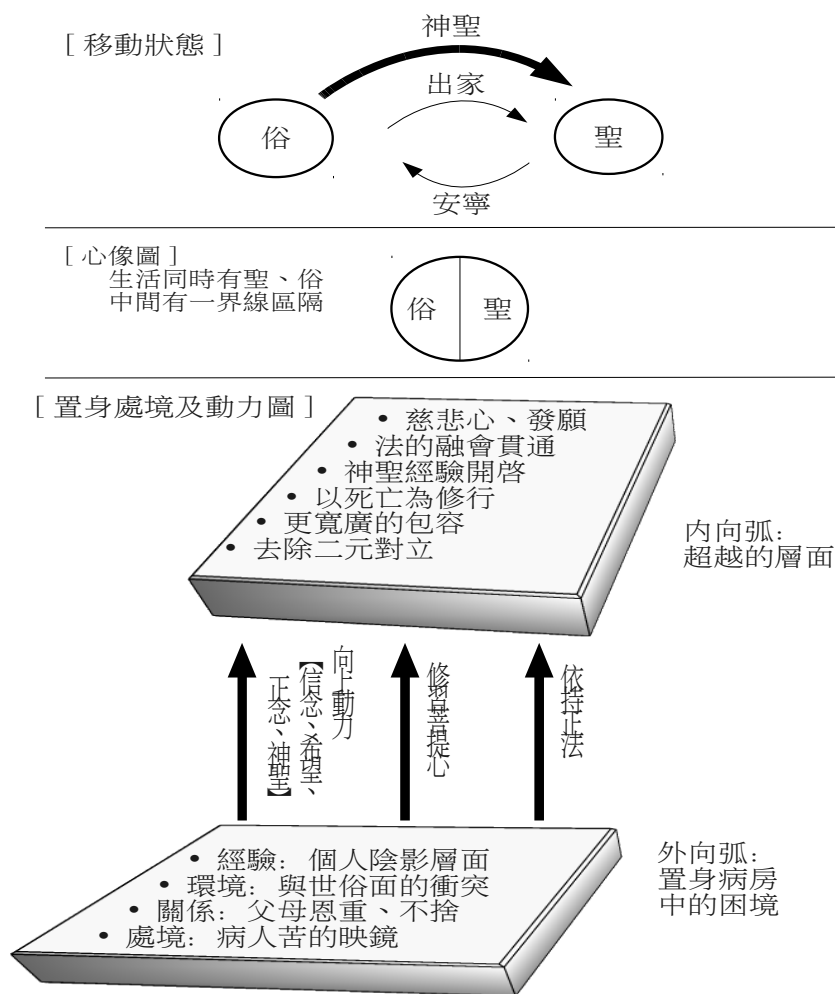 [ 移動狀態 ]
神聖
出家
俗
聖
安寧
[ 心像圖 ]
生活同時有聖、俗
中間有一界線區隔
俗
聖
[ 置身處境及動力圖 ]
• 慈悲心、發願
• 法的融會貫通
• 神聖經驗開啓
• 以死亡為修行
• 更寬廣的包容
• 去除二元對立
内向弧:
超越的層面
向上動力
【信念、希望、
正念、神聖】
修習菩提心
依持正法
• 經驗: 個人陰影層面
• 環境: 與世俗面的衝突
• 關係: 父母恩重、不捨
• 處境: 病人苦的映鏡
外向弧:
置身病房
中的困境